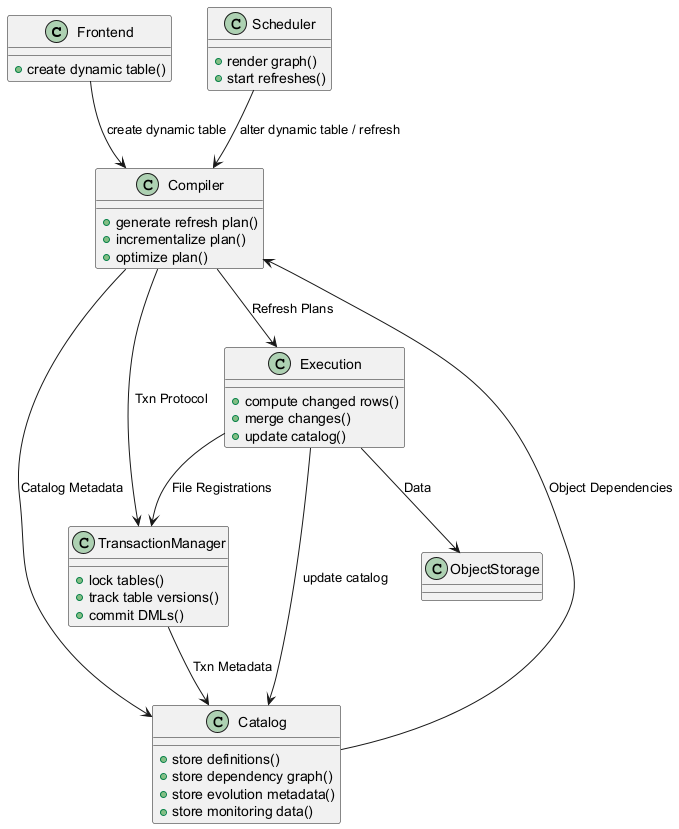 C Frontend
create dynamic table()
C Scheduler
render graph()
start refreshes()
create dynamic table
alter dynamic table / refresh
C Compiler
generate refresh plan()
incrementalize plan()
optimize plan()
Refresh Plans
C Execution
compute changed rows()
merge changes()
update catalog()
Txn Protocol
Catalog Metadata
File Registrations
Data
Object Dependencies
C TransactionManager
lock tables()
track table versions()
commit DMLs()
C ObjectStorage
update catalog
Txn Metadata
C Catalog
store definitions()
store dependency graph()
store evolution metadata()
store monitoring data()